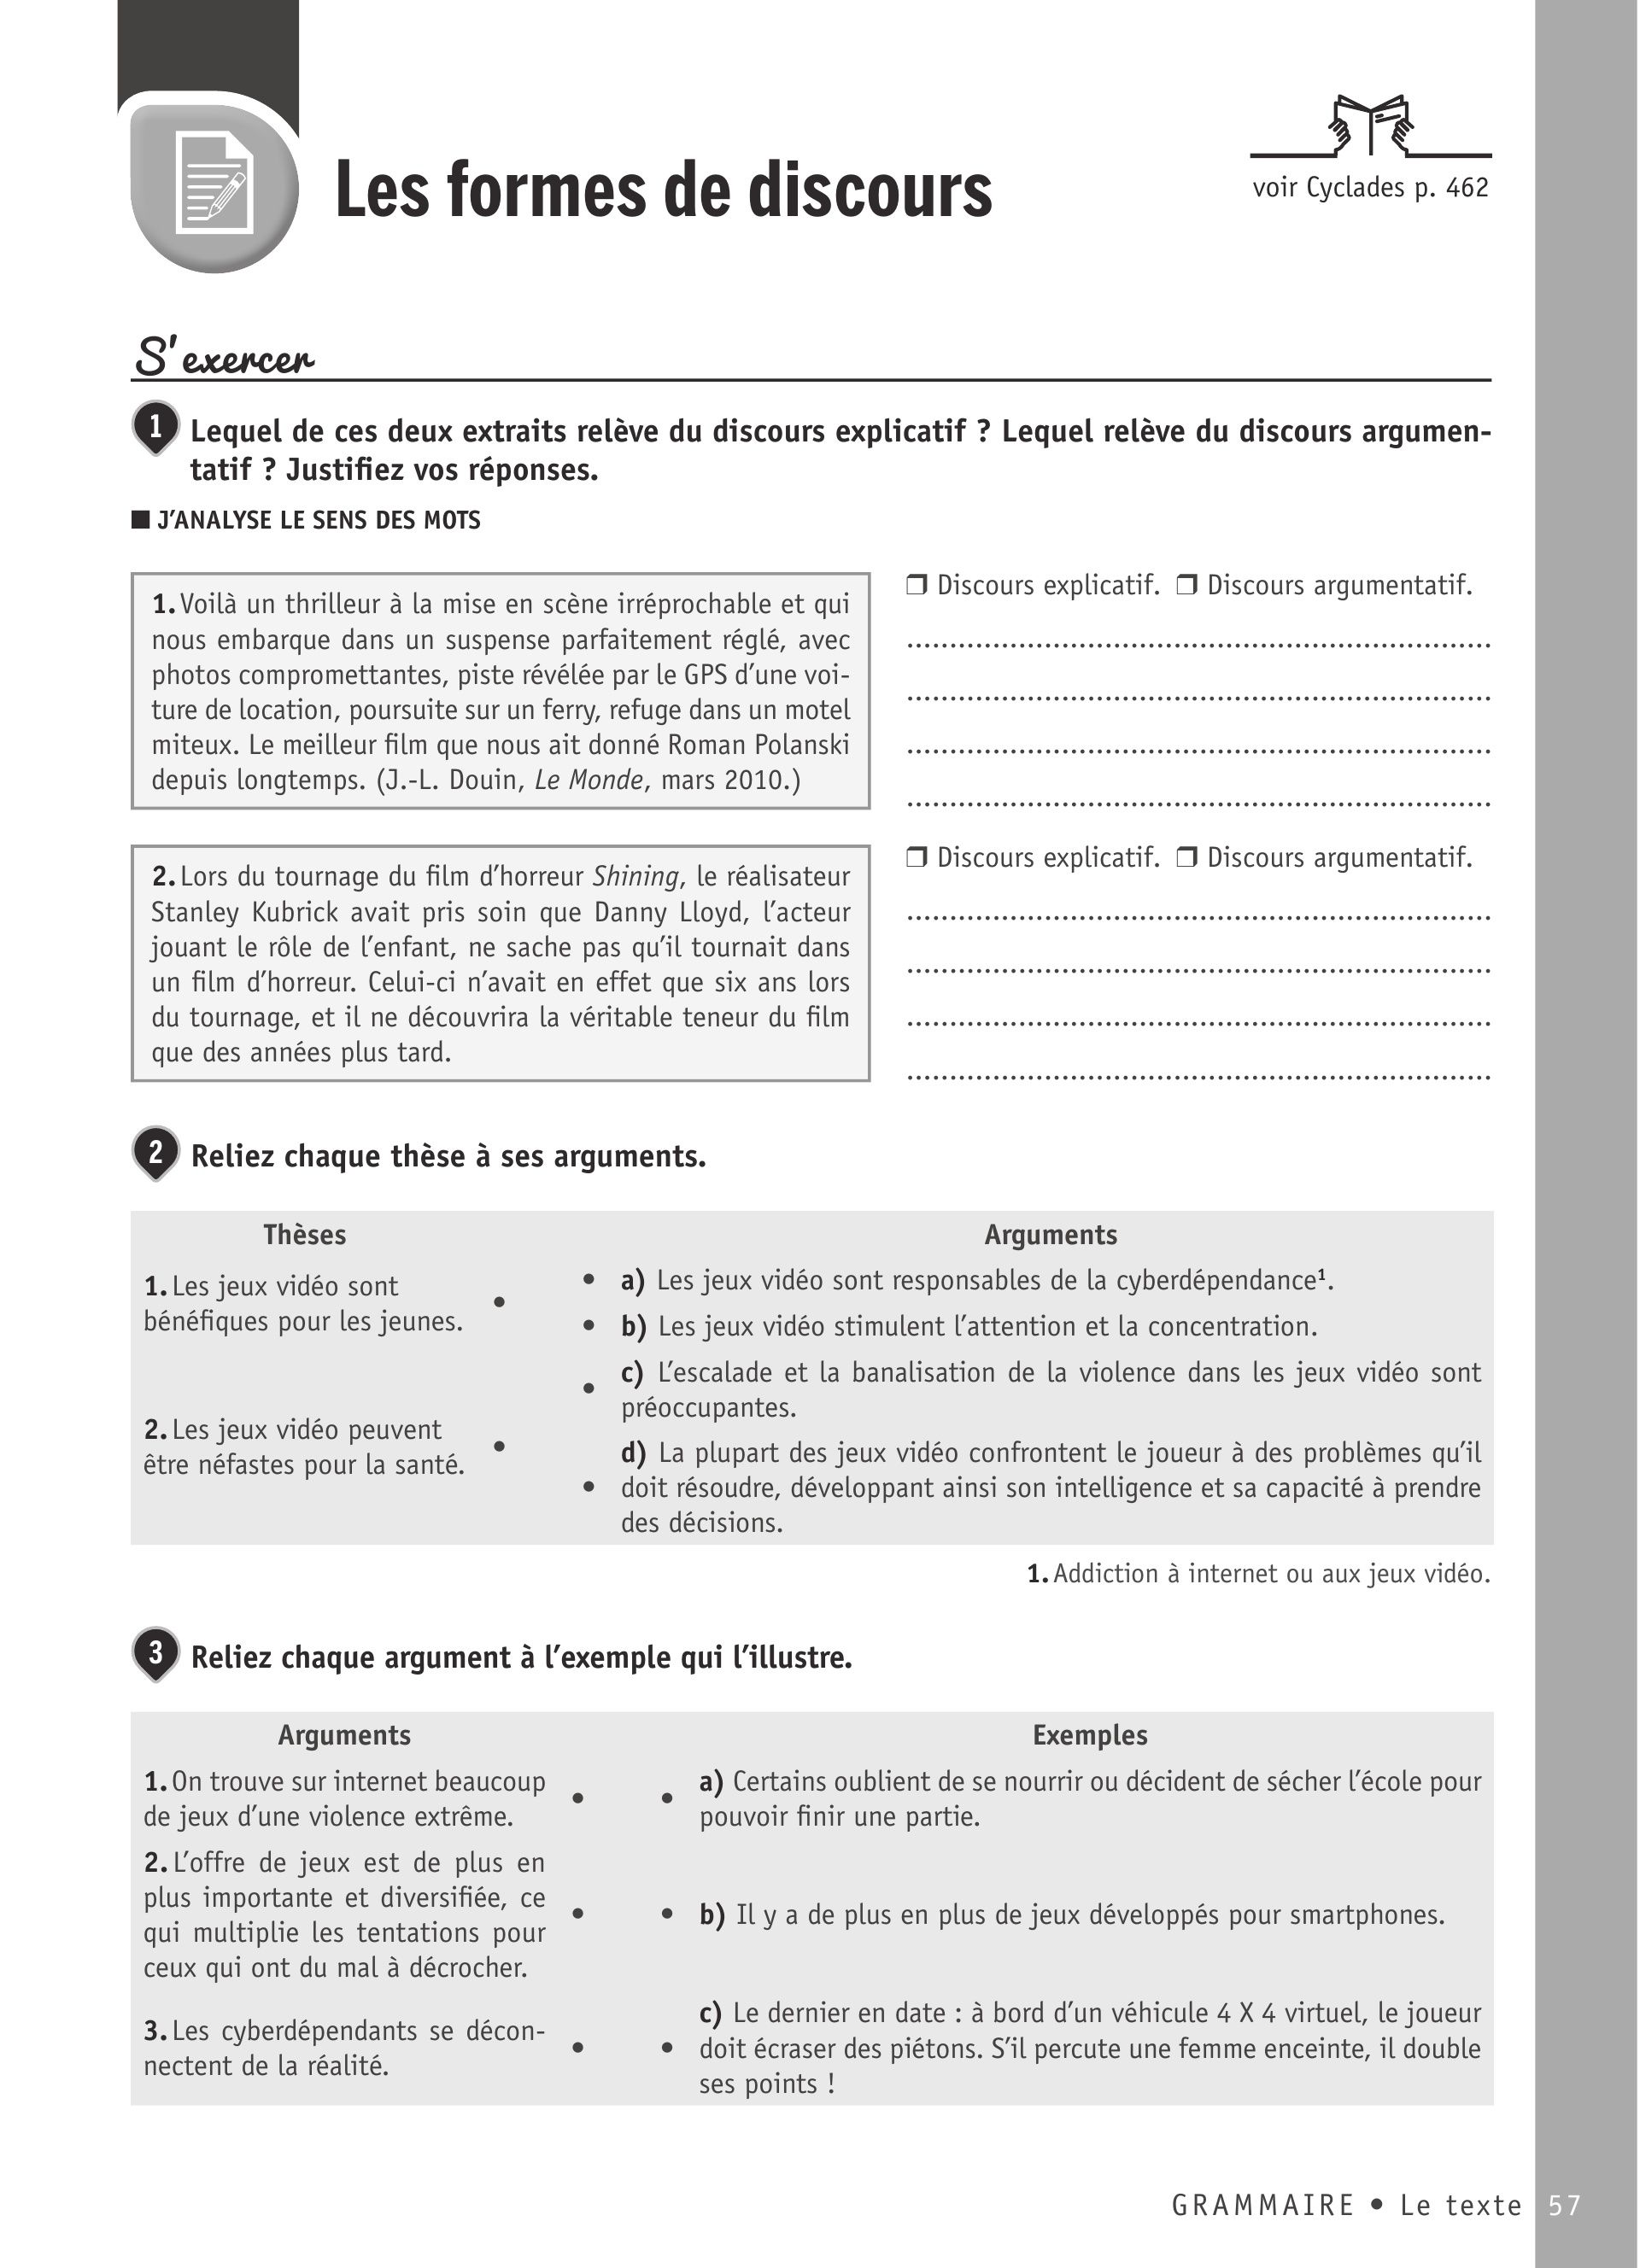 Les formes de discours
voir Cyclades p. 462
S'exercer
1 Lequel de ces deux extraits relève du discours explicatif ? Lequel relève du discours argumen-
tatif ? Justifiez vos réponses.
■ J'ANALYSE LE SENS DES MOTS
1. Voilà un thriller à la mise en scène irréprochable et qui
nous embarque dans un suspense parfaitement réglé, avec
photos compromettantes, piste révélée par le GPS d'une voi-
ture de location, poursuite sur un ferry, refuge dans un motel
miteux. Le meilleur film que nous ait donné Roman Polanski
depuis longtemps. (J.-L. Douin, Le Monde, mars 2010.)
❒ Discours explicatif. ❒ Discours argumentatif.
2. Lors du tournage du film d'horreur Shining, le réalisateur
Stanley Kubrick avait pris soin que Danny Lloyd, l'acteur
jouant le rôle de l'enfant, ne sache pas qu'il tournait dans
un film d'horreur. Celui-ci n'avait en effet que six ans lors
du tournage, et il ne découvrira la véritable teneur du film
que des années plus tard.
❒ Discours explicatif. ❒ Discours argumentatif.
2 Reliez chaque thèse à ses arguments.
Thèses
1. Les jeux vidéo sont
bénéfiques pour les jeunes. •
2. Les jeux vidéo peuvent
être néfastes pour la santé. •
Arguments
• a) Les jeux vidéo sont responsables de la cyberdépendance¹.
• b) Les jeux vidéo stimulent l'attention et la concentration.
• c) L'escalade et la banalisation de la violence dans les jeux vidéo sont
préoccupantes.
d) La plupart des jeux vidéo confrontent le joueur à des problèmes qu'il
• doit résoudre, développant ainsi son intelligence et sa capacité à prendre
des décisions.
1. Addiction à internet ou aux jeux vidéo.
3 Reliez chaque argument à l'exemple qui l'illustre.
Arguments
1. On trouve sur internet beaucoup
de jeux d'une violence extrême. •
2. L'offre de jeux est de plus en
plus importante et diversifiée, ce
qui multiplie les tentations pour •
ceux qui ont du mal à décrocher.
3. Les cyberdépendants se décon-
nectent de la réalité. •
Exemples
• a) Certains oublient de se nourrir ou décident de sécher l'école pour
pouvoir finir une partie.
• b) Il y a de plus en plus de jeux développés pour smartphones.
c) Le dernier en date : à bord d'un véhicule 4 X 4 virtuel, le joueur
• doit écraser des piétons. S'il percute une femme enceinte, il double
ses points !
GRAMMAIRE • Le texte 57